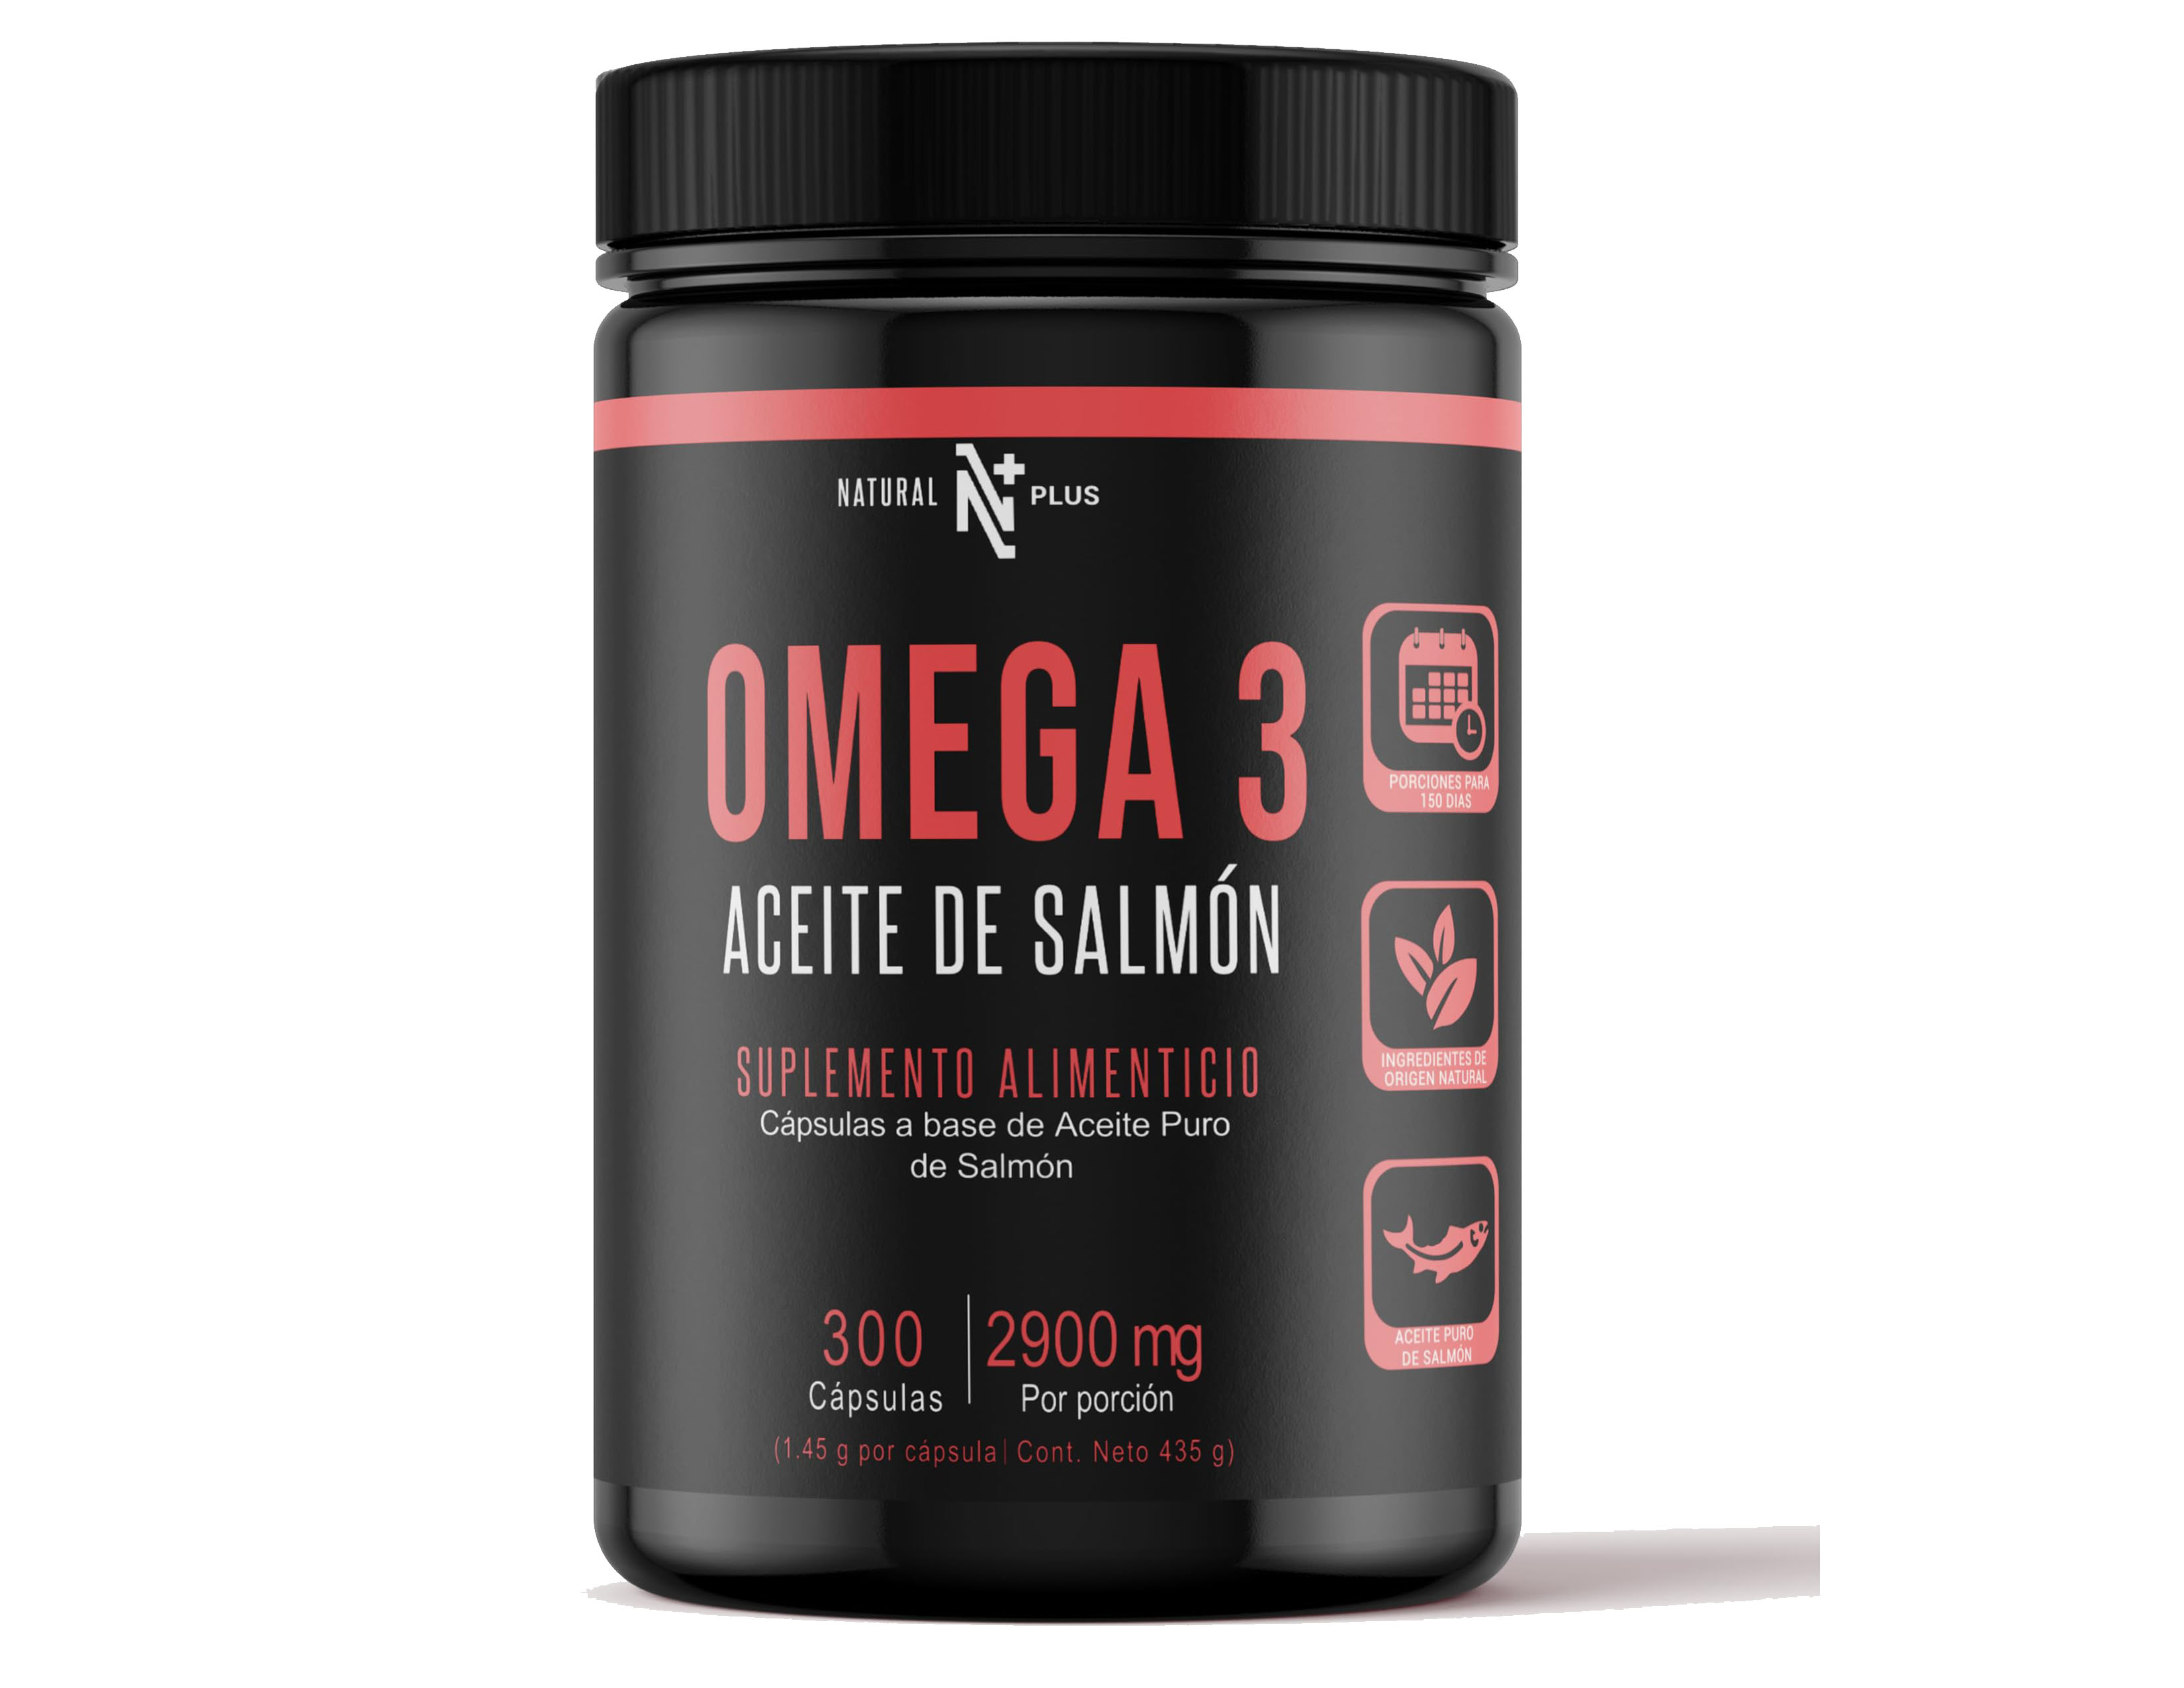 NATURAL N+ PLUS
OMEGA 3
ACEITE DE SALMÓN
SUPLEMENTO ALIMENTICIO
Cápsulas a base de Aceite Puro
de Salmón
300
Cápsulas
2900 mg
Por porción
(1.45 g por cápsula| Cont. Neto 435 g)
PORCIONES PARA
150 DIAS
INGREDIENTES DE
ORIGEN NATURAL
ACEITE PURO
DE SALMÓN